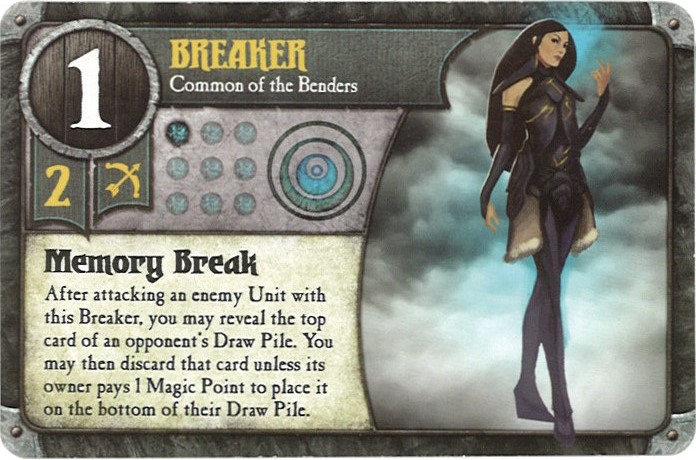 1
BREAKER
Common of the Benders
2
Memory Break
After attacking an enemy Unit with
this Breaker, you may reveal the top
card of an opponent's Draw Pile. You
may then discard that card unless its
owner pays 1 Magic Point to place it
on the bottom of their Draw Pile.